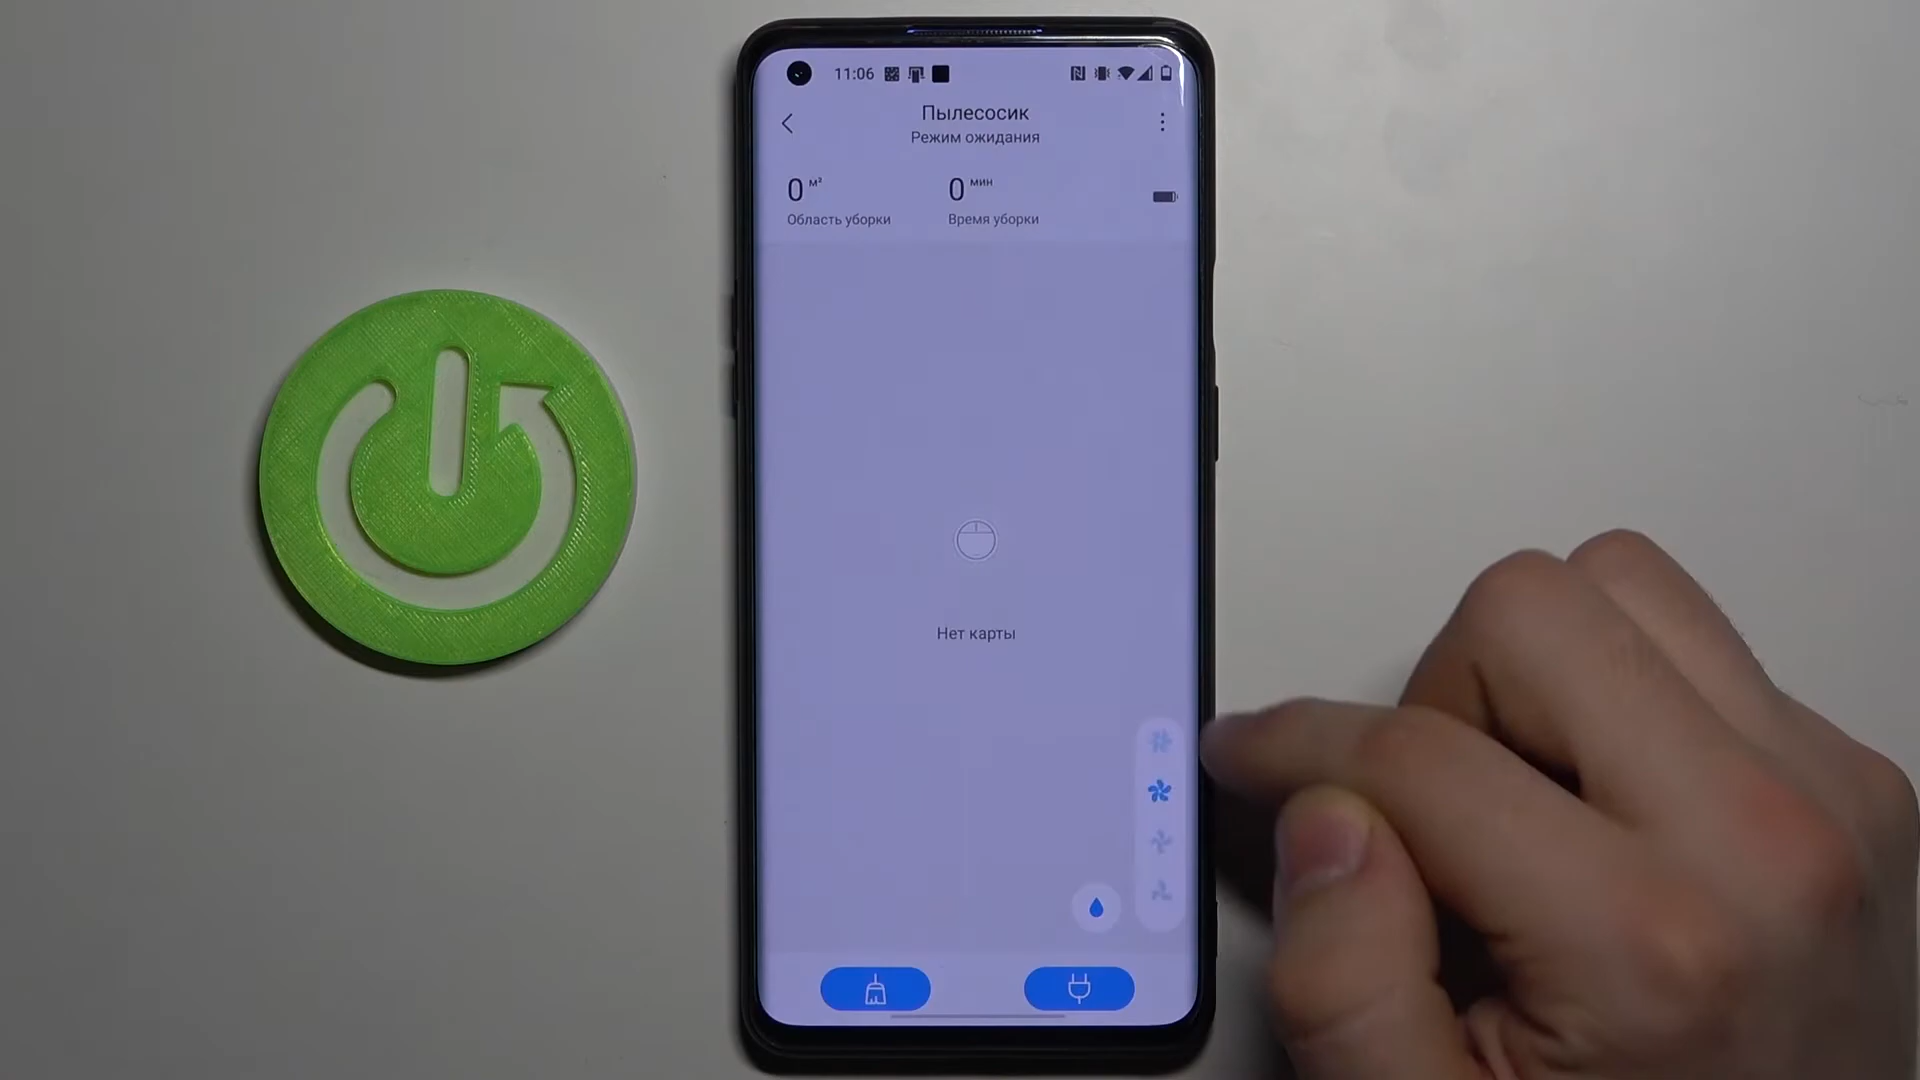 11:06
Пылесосик
Режим ожидания
0 м²
0 мин
Область уборки
Время уборки
Нет карты